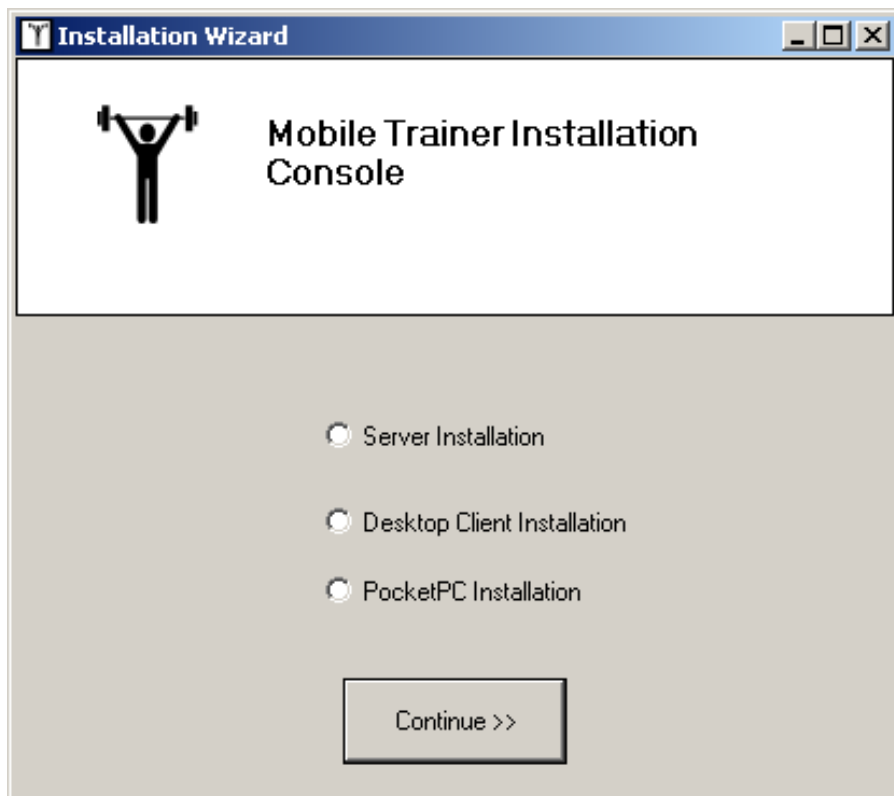 Installation Wizard
Mobile Trainer Installation
Console
Server Installation
Desktop Client Installation
PocketPC Installation
Continue >>